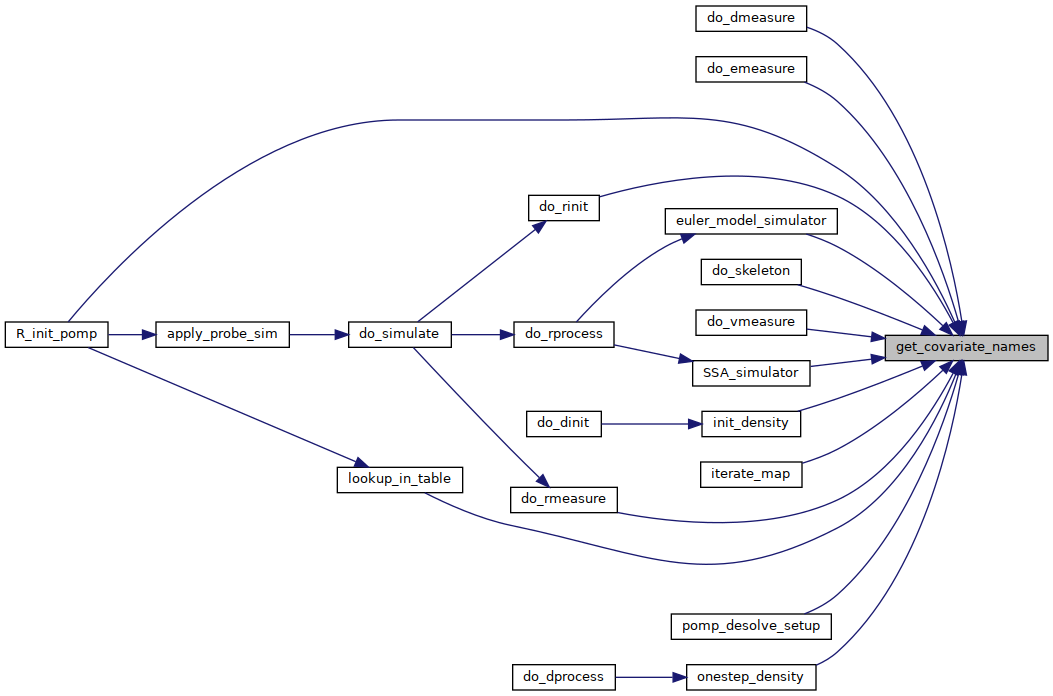 do_dmeasure
do_emeasure
do_rinit
euler_model_simulator
do_skeleton
do_vmeasure
R_init_pomp
apply_probe_sim
do_simulate
do_rprocess
get_covariate_names
SSA_simulator
do_dinit
init_density
iterate_map
lookup_in_table
do_rmeasure
pomp_desolve_setup
do_dprocess
onestep_density